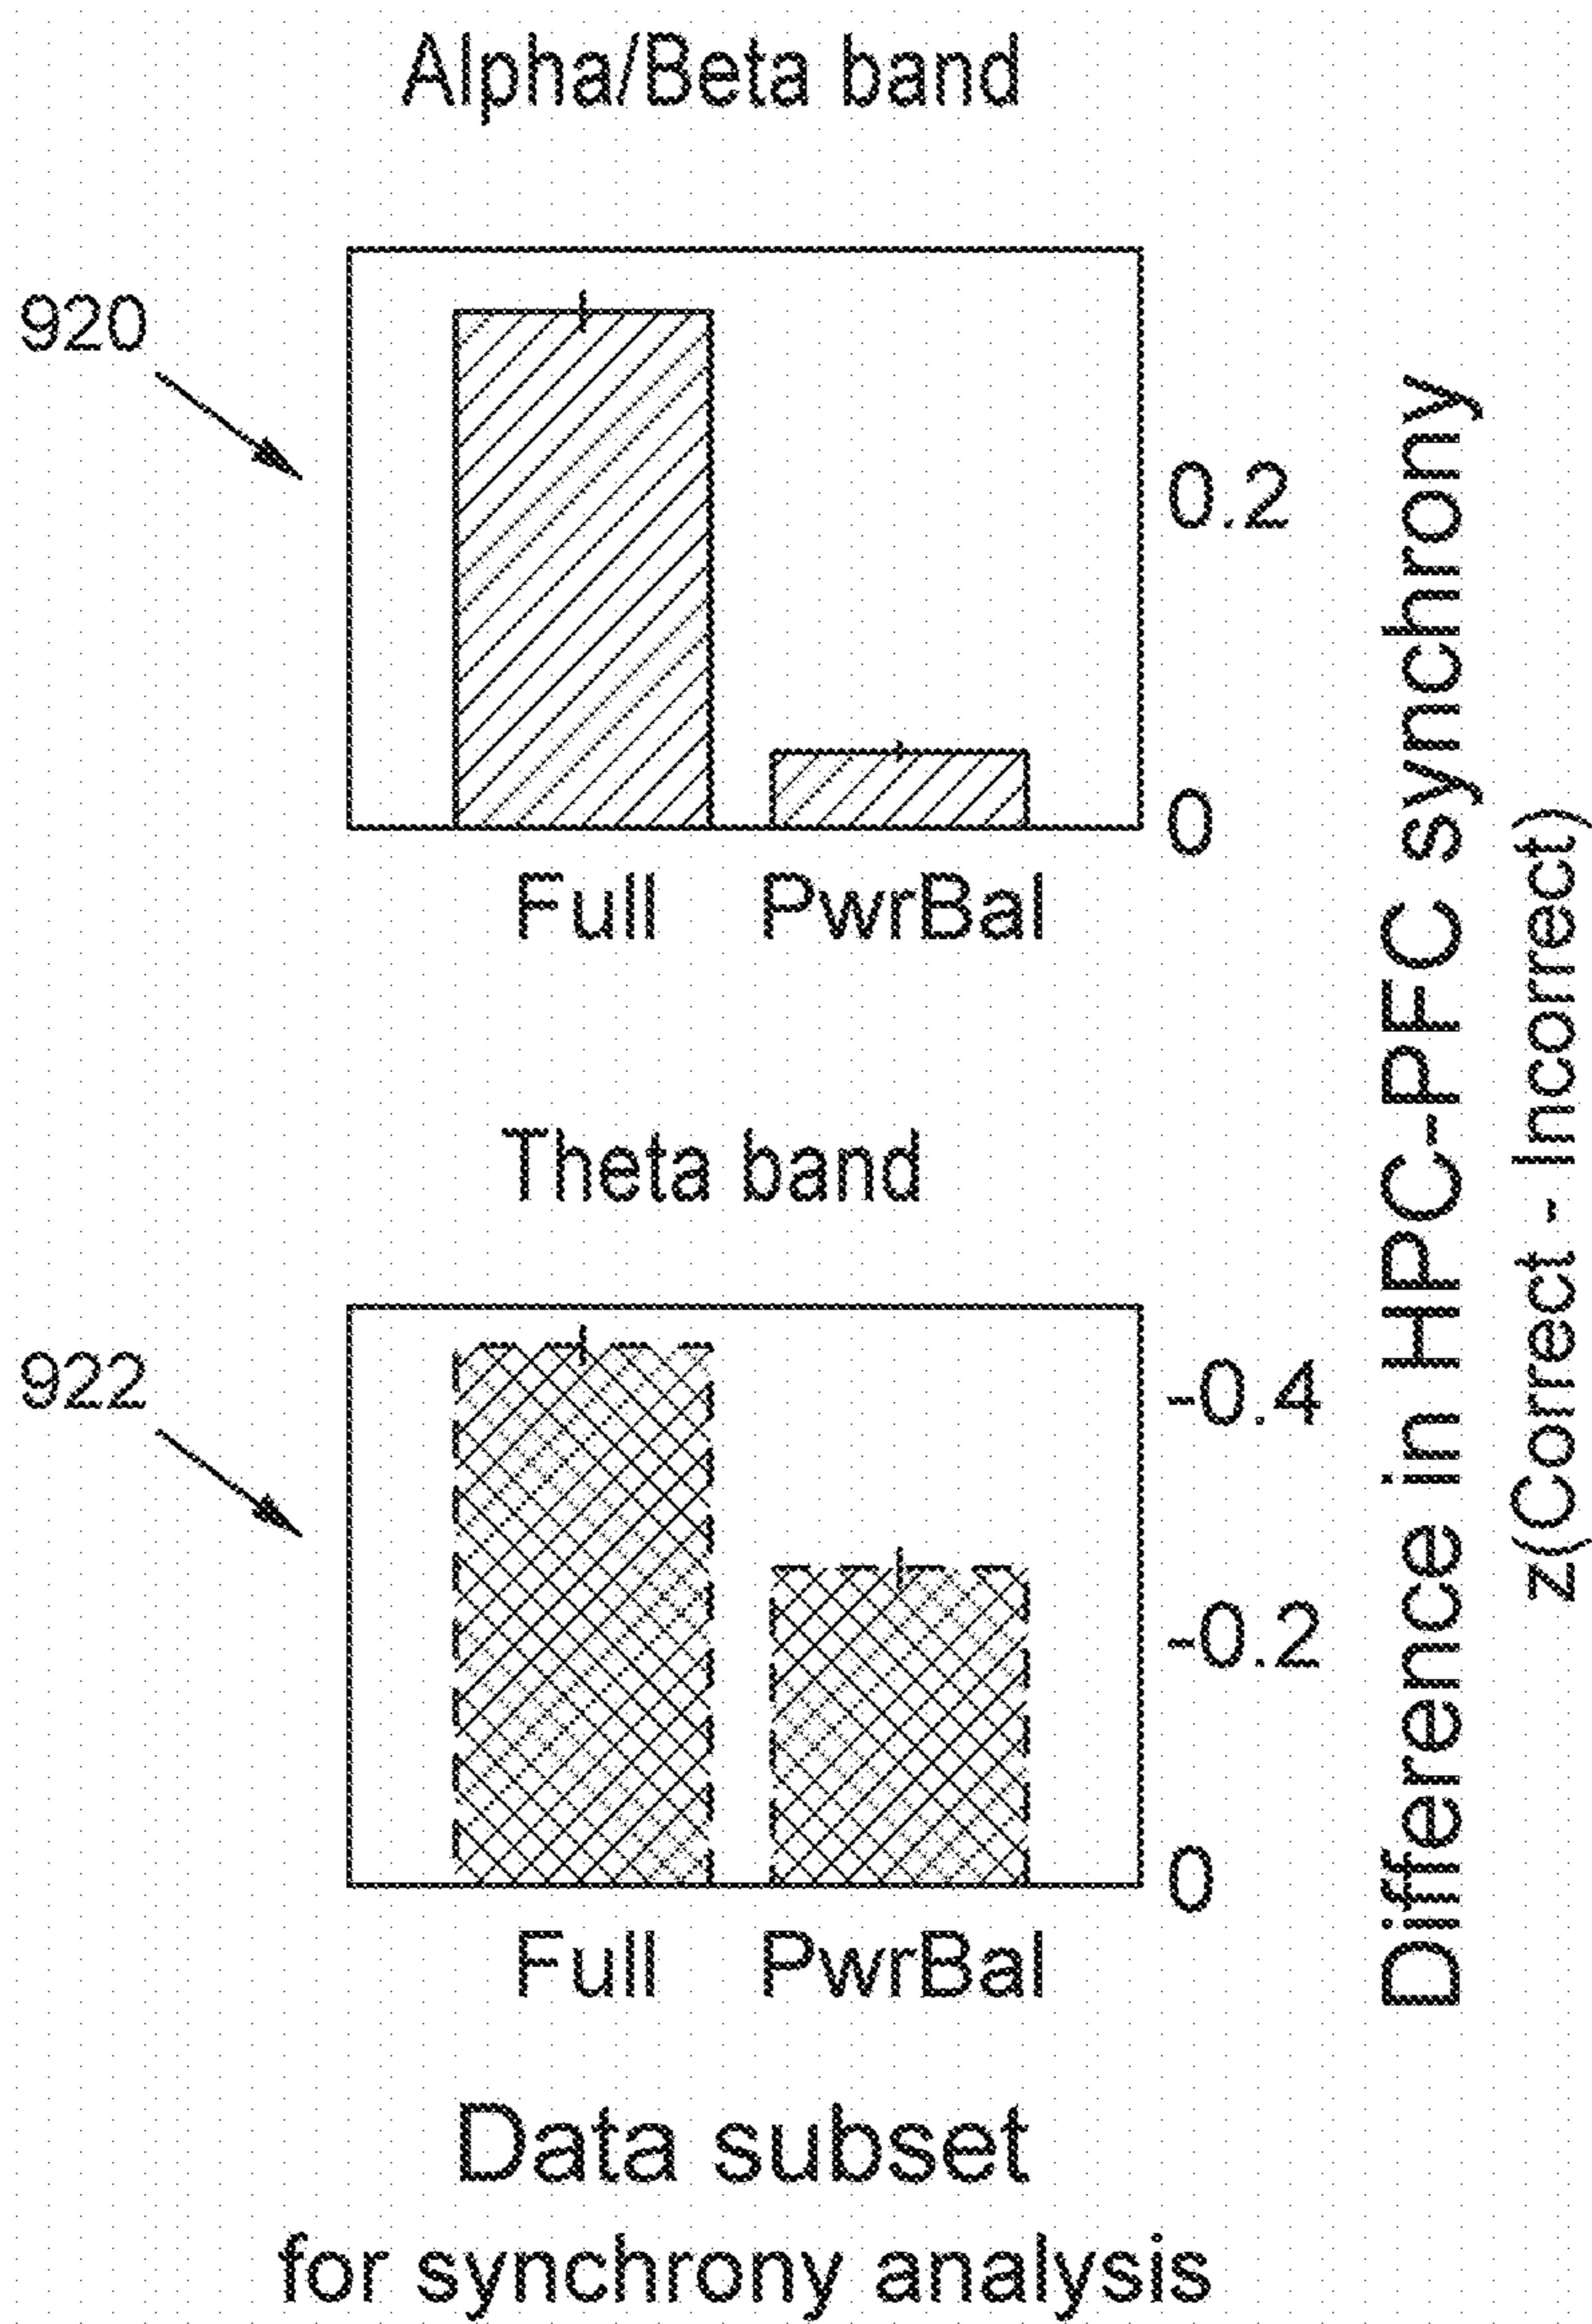 Alpha/Beta band
920
0.2
0
Full PwrBal
Theta band
922
-0.4
-0.2
0
Full PwrBal
Data subset
for synchrony analysis
Difference in HPC-PFC synchrony
z(Correct - Incorrect)